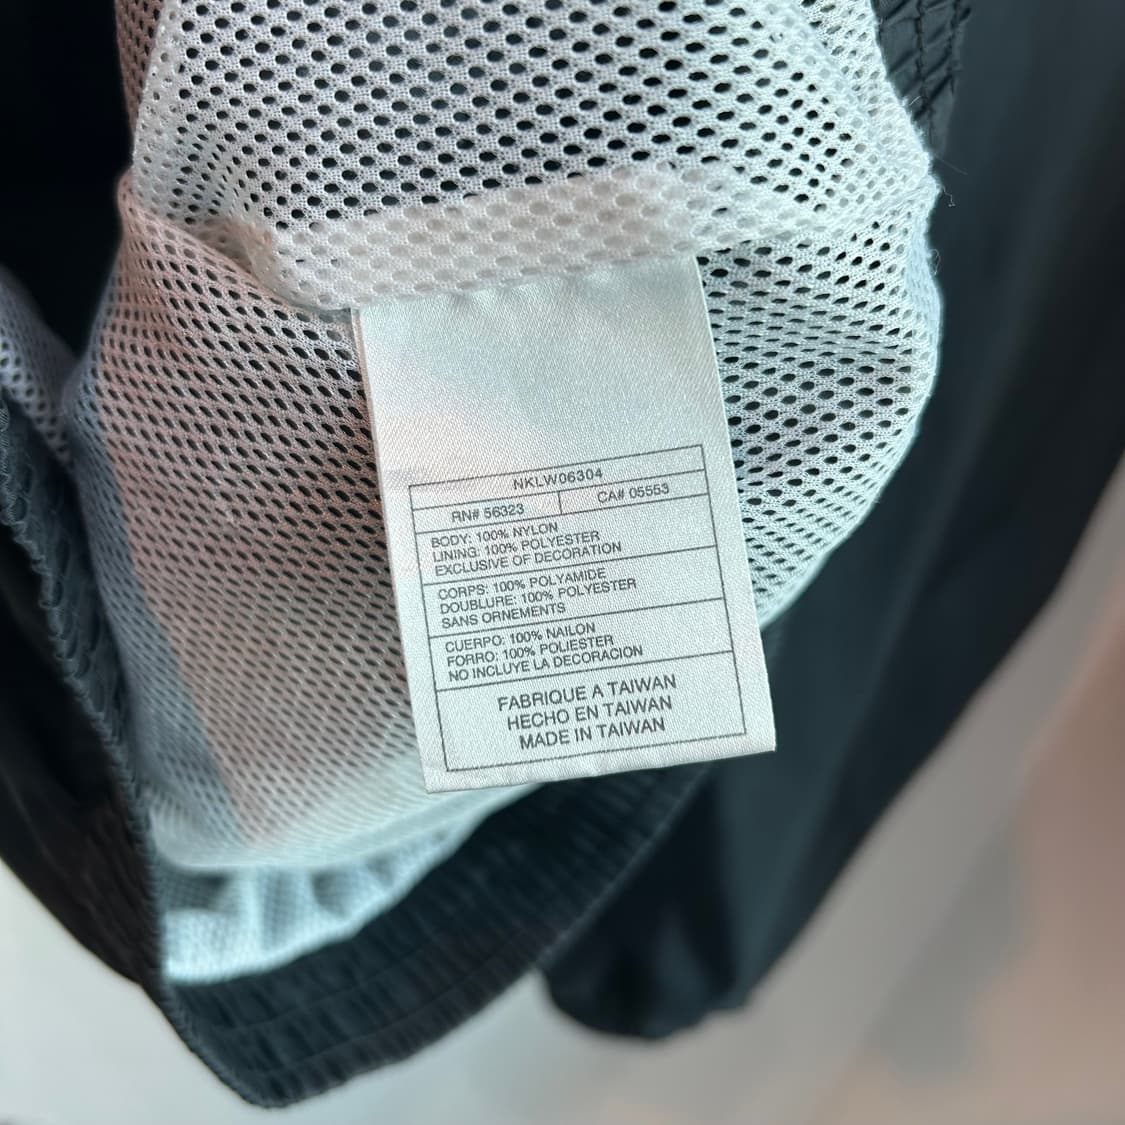 NKLW06304
RN# 56323 CA# 05553
BODY: 100% NYLON
LINING: 100% POLYESTER
EXCLUSIVE OF DECORATION
CORPS: 100% POLYAMIDE
DOUBLURE: 100% POLYESTER
SANS ORNEMENTS
CUERPO: 100% NAILON
FORRO: 100% POLIESTER
NO INCLUYE LA DECORACION
FABRIQUE A TAIWAN
HECHO EN TAIWAN
MADE IN TAIWAN